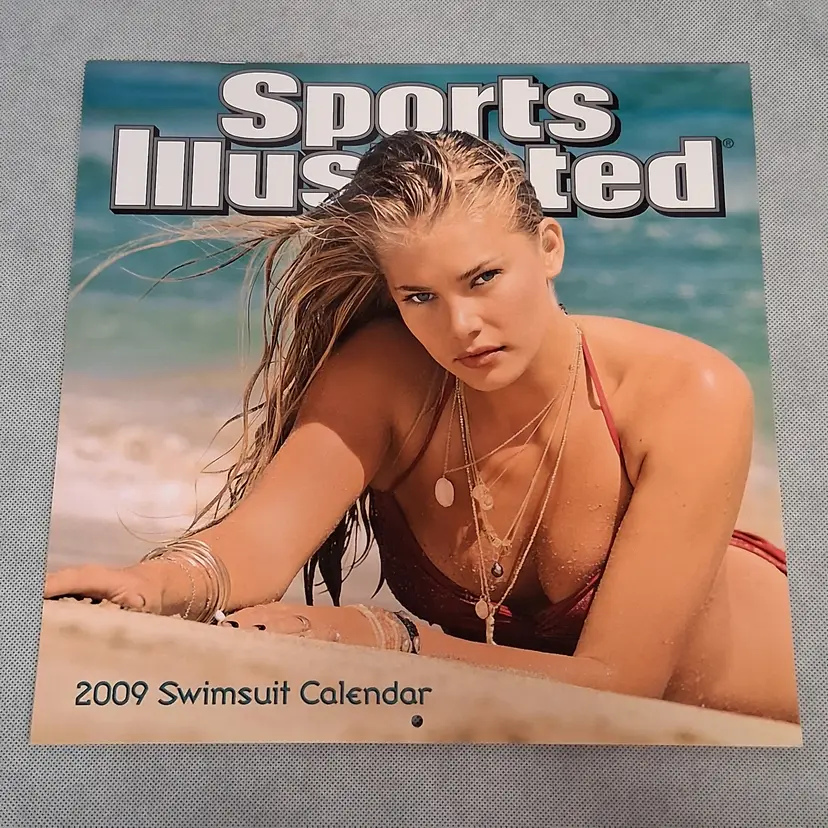 Sports
Illustrated®
2009 Swimsuit Calendar